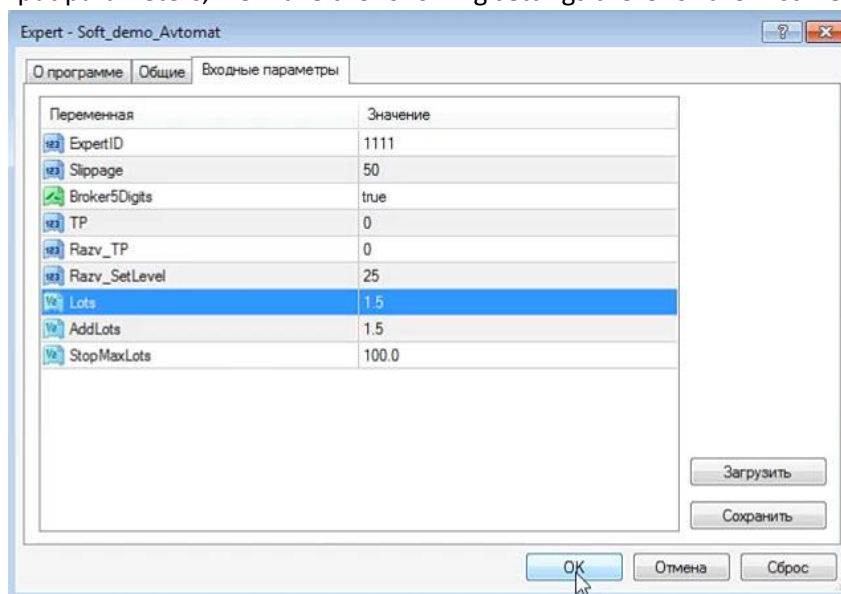 Expert - Soft_demo_Avtomat
О программе Общие Входные параметры
Переменная Значение
ExpertID 1111
Slippage 50
Broker5Digits true
TP 0
Razv_TP 0
Razv_SetLevel 25
Lots 1.5
AddLots 1.5
StopMaxLots 100.0
Загрузить
Сохранить
OK Отмена Сброс